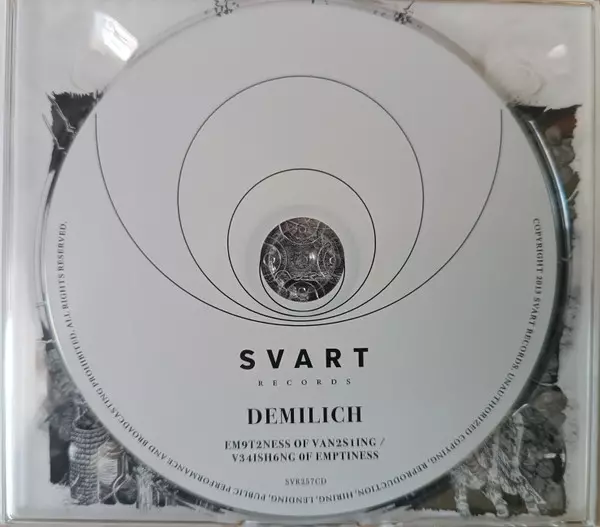 SVART
RECORDS
DEMILICH
EM9T2NESS OF VAN2S1ING /
V34ISH6NG 0F EMPTINESS
SVR257CD
COPYRIGHT 2013 SVART RECORDS. UNAUTHORIZED COPYING, REPRODUCTION, HIRING, LENDING, PUBLIC PERFORMANCE AND BROADCASTING PROHIBITED. ALL RIGHTS RESERVED.